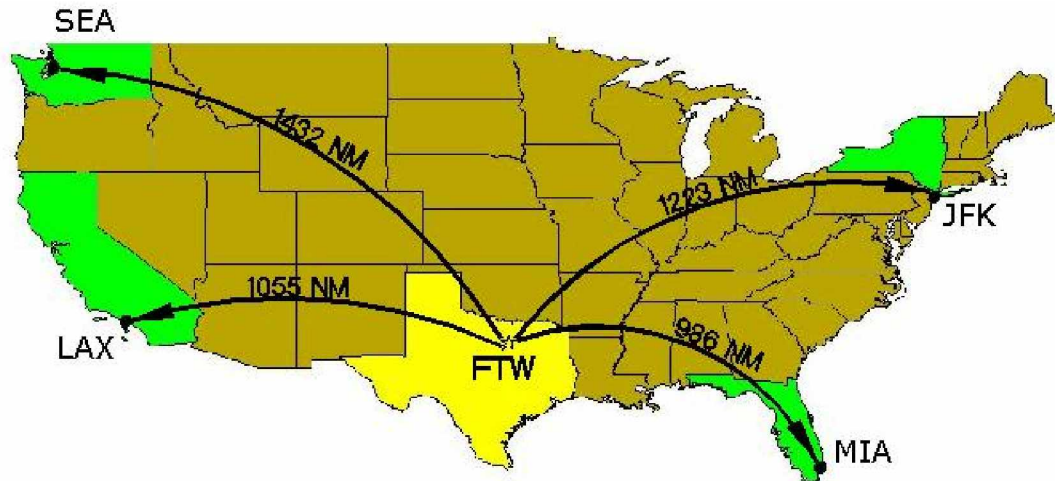 SEA
1432 NM
1223 NM
JFK
1055 NM
LAX
FTW
986 NM
MIA